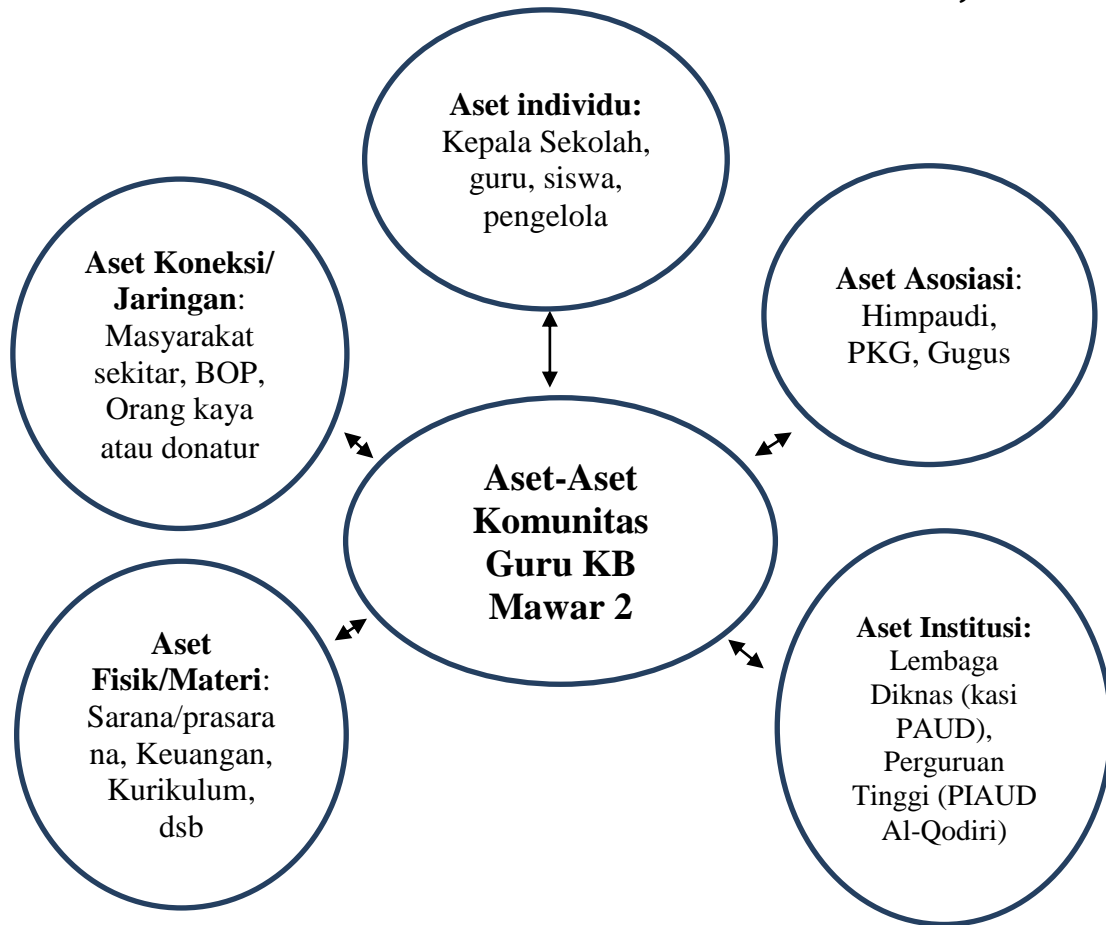 Aset individu:
Kepala Sekolah,
guru, siswa,
pengelola
Aset Koneksi/
Jaringan:
Masyarakat
sekitar, BOP,
Orang kaya
atau donatur
Aset Asosiasi:
Himpaudi,
PKG, Gugus
Aset-Aset
Komunitas
Guru KB
Mawar 2
Aset
Fisik/Materi:
Sarana/prasara
na, Keuangan,
Kurikulum,
dsb
Aset Institusi:
Lembaga
Diknas (kasi
PAUD),
Perguruan
Tinggi (PIAUD
Al-Qodiri)